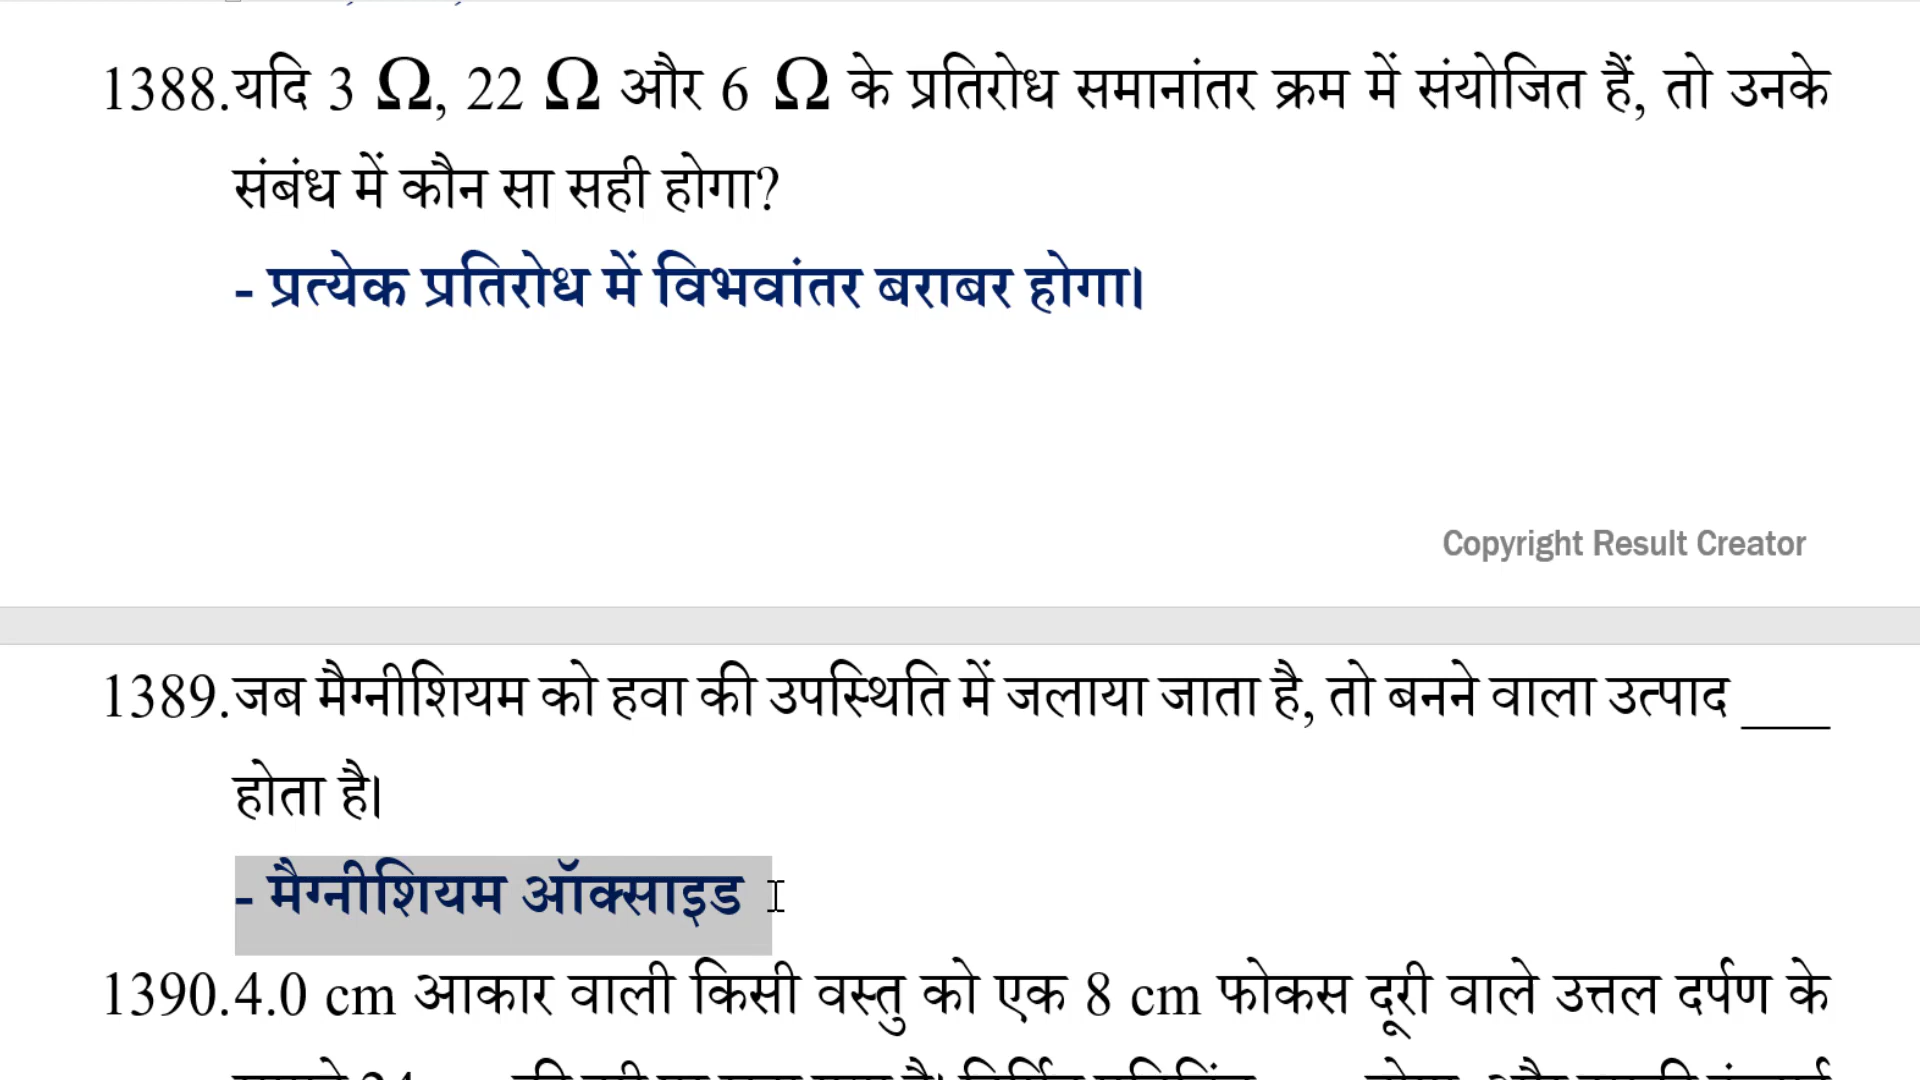 1388.यदि 3 Ω, 22 Ω और 6 Ω के प्रतिरोध समानांतर क्रम में संयोजित हैं, तो उनके
संबंध में कौन सा सही होगा?
- प्रत्येक प्रतिरोध में विभवांतर बराबर होगा।
Copyright Result Creator
1389.जब मैग्नीशियम को हवा की उपस्थिति में जलाया जाता है, तो बनने वाला उत्पाद ___
होता है।
- मैग्नीशियम ऑक्साइड
1390.4.0 cm आकार वाली किसी वस्तु को एक 8 cm फोकस दूरी वाले उत्तल दर्पण के